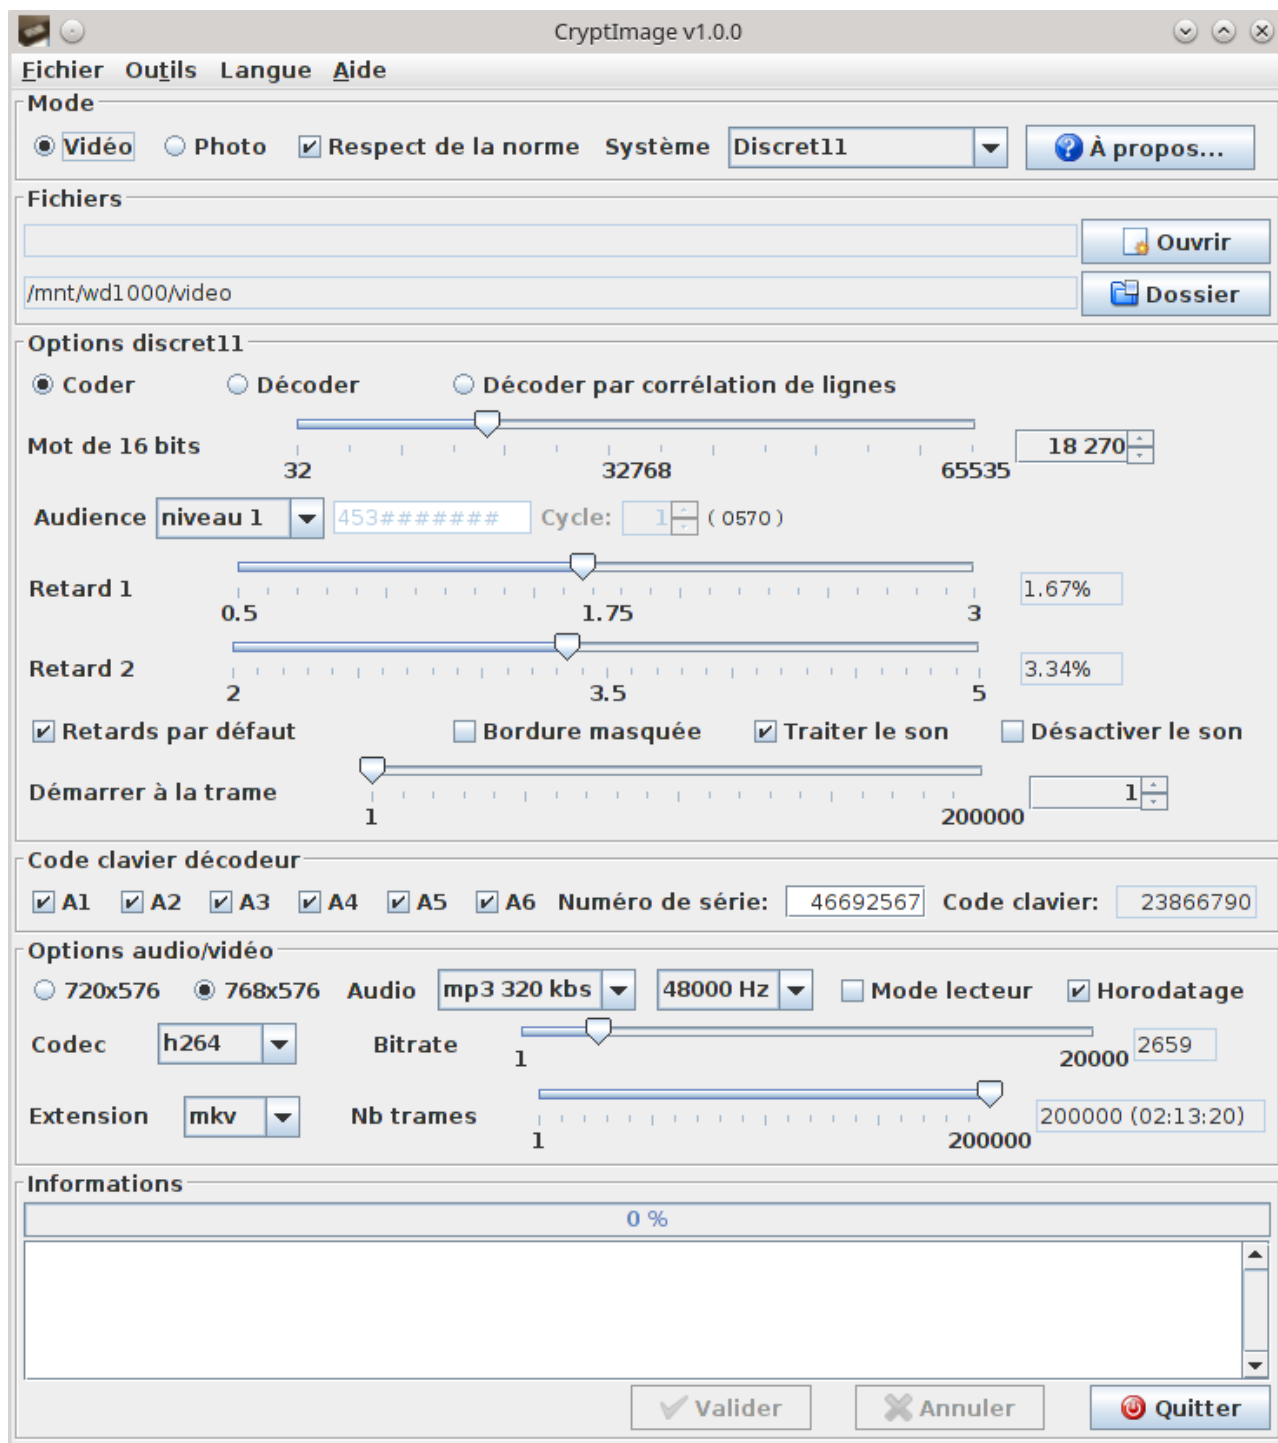 CryptImage v1.0.0
Fichier Outils Langue Aide
Mode
Vidéo Photo Respect de la norme Système Discret11 À propos...
Fichiers
Ouvrir
/mnt/wd1000/video Dossier
Options discret11
Coder Décoder Décoder par corrélation de lignes
Mot de 16 bits 18 270
32 32768 65535
Audience niveau 1 453####### Cycle: 1 ( 0570 )
Retard 1 1.67%
0.5 1.75 3
Retard 2 3.34%
2 3.5 5
Retards par défaut Bordure masquée Traiter le son Désactiver le son
Démarrer à la trame 1
1 200000
Code clavier décodeur
A1 A2 A3 A4 A5 A6 Numéro de série: 46692567 Code clavier: 23866790
Options audio/vidéo
720x576 768x576 Audio mp3 320 kbs 48000 Hz Mode lecteur Horodatage
Codec h264 Bitrate 1 20000 2659
Extension mkv Nb trames 200000 (02:13:20)
1 200000
Informations
0 %
Valider Annuler Quitter